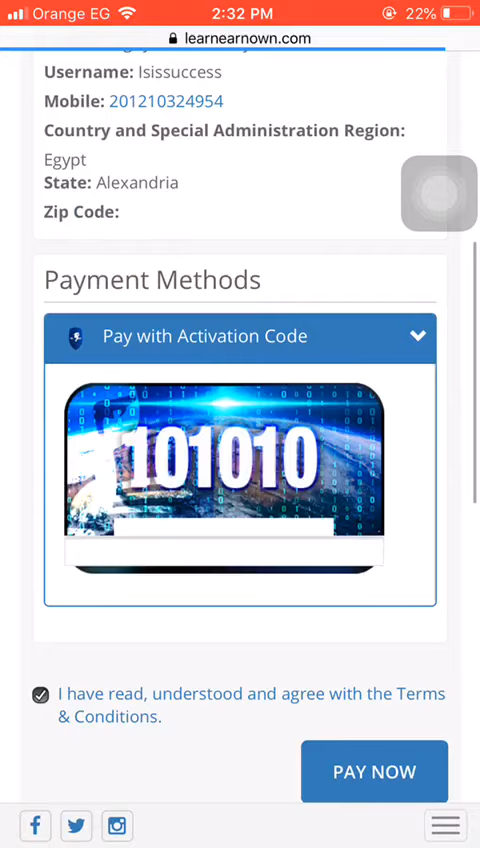 Orange EG 2:32 PM 22%
learnearnown.com
Username: Isissuccess
Mobile: 201210324954
Country and Special Administration Region:
Egypt
State: Alexandria
Zip Code:
Payment Methods
Pay with Activation Code
101010
I have read, understood and agree with the Terms
& Conditions.
PAY NOW